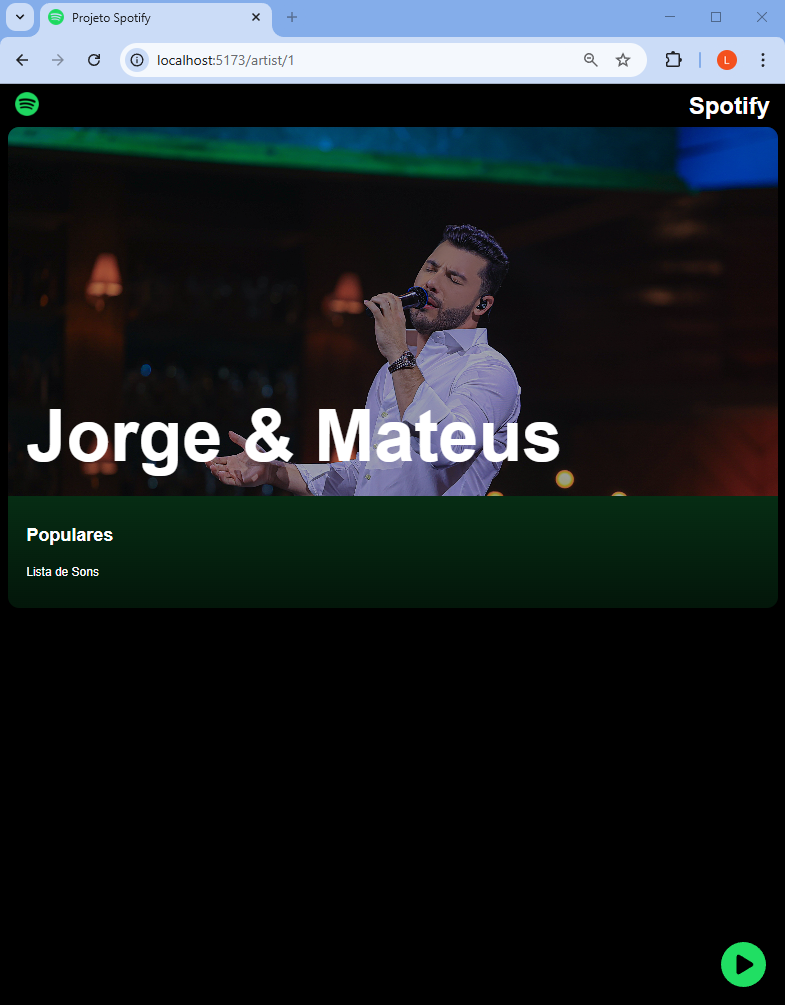 Projeto Spotify
localhost:5173/artist/1
L
Spotify
Jorge & Mateus
Populares
Lista de Sons